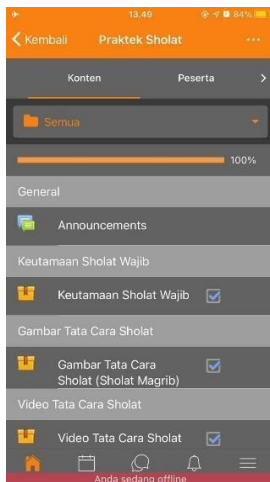 13.49
84%
Kembali
Praktek Sholat
Konten
Peserta
Semua
100%
General
Announcements
Keutamaan Sholat Wajib
Keutamaan Sholat Wajib
Gambar Tata Cara Sholat
Gambar Tata Cara
Sholat (Sholat Magrib)
Video Tata Cara Sholat
Video Tata Cara Sholat
Anda sedang offline